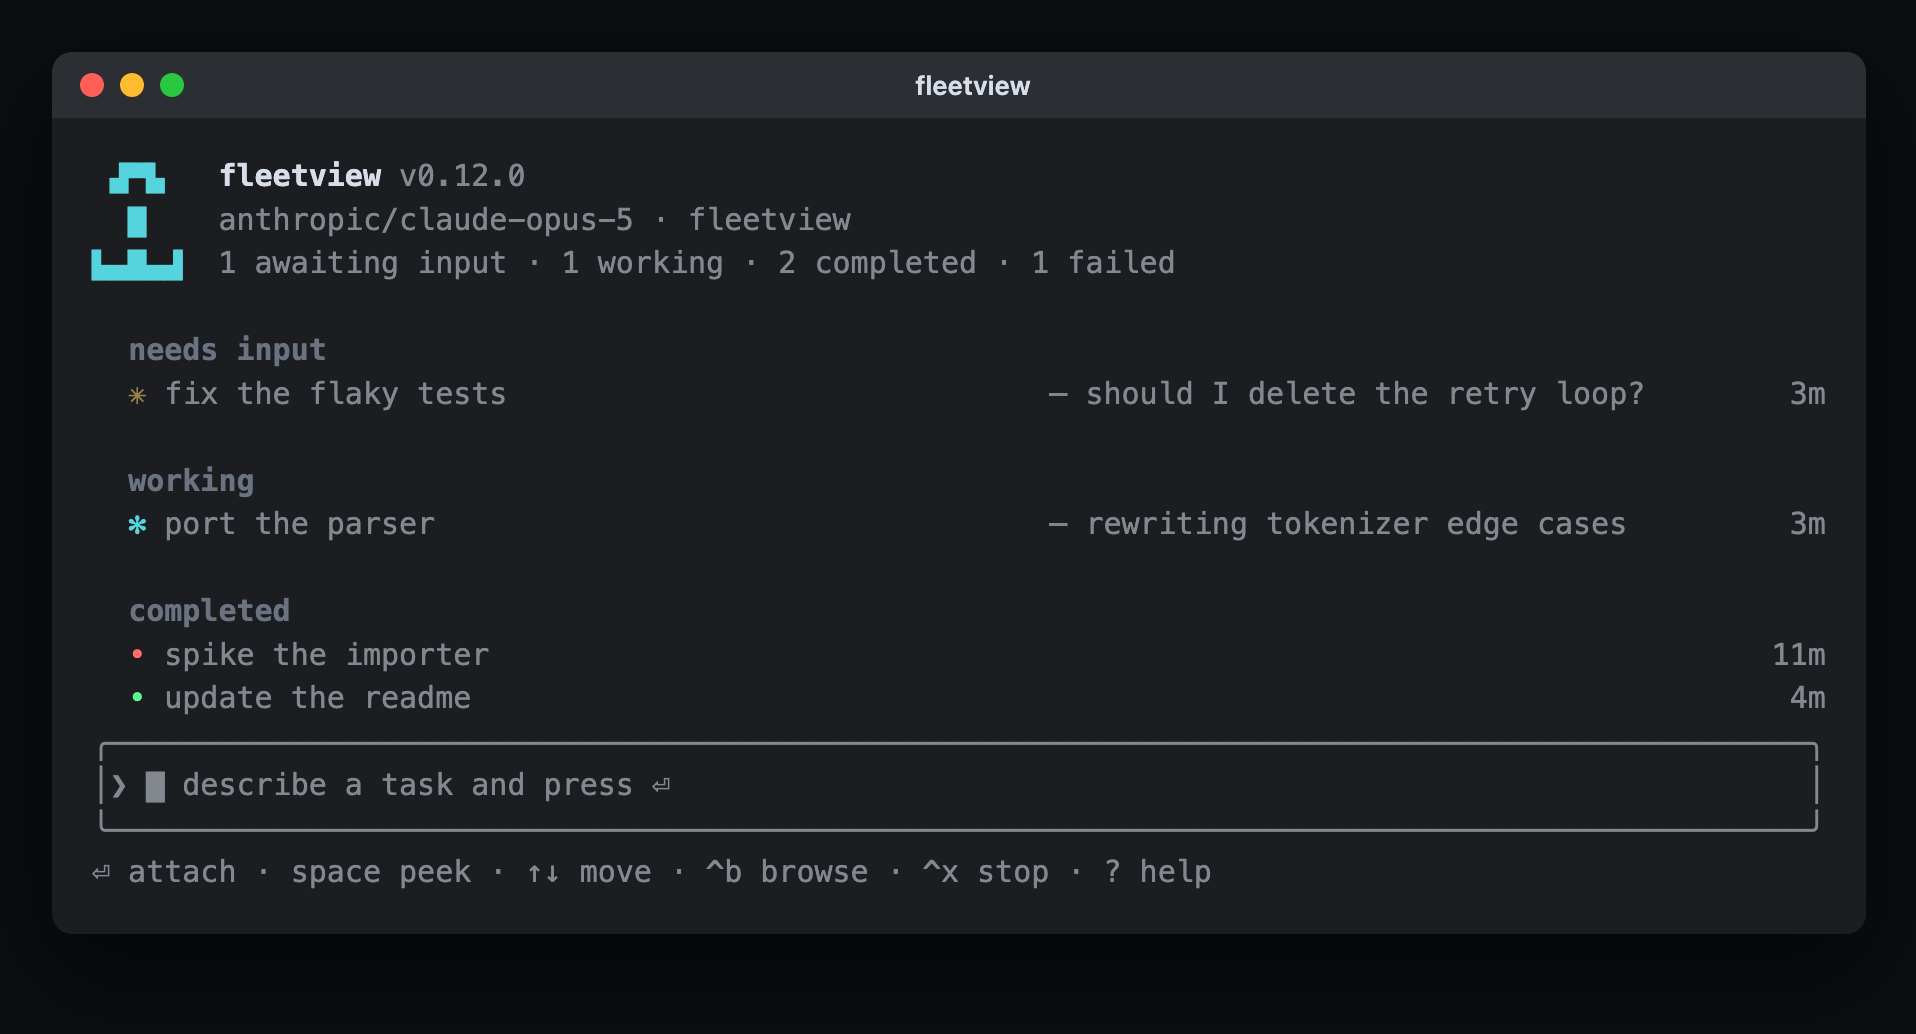 fleetview
fleetview v0.12.0
anthropic/claude-opus-5 · fleetview
1 awaiting input · 1 working · 2 completed · 1 failed
needs input
✳ fix the flaky tests — should I delete the retry loop? 3m
working
✻ port the parser — rewriting tokenizer edge cases 3m
completed
• spike the importer 11m
• update the readme 4m
❯ describe a task and press ⏎
⏎ attach · space peek · ↑↓ move · ^b browse · ^x stop · ? help